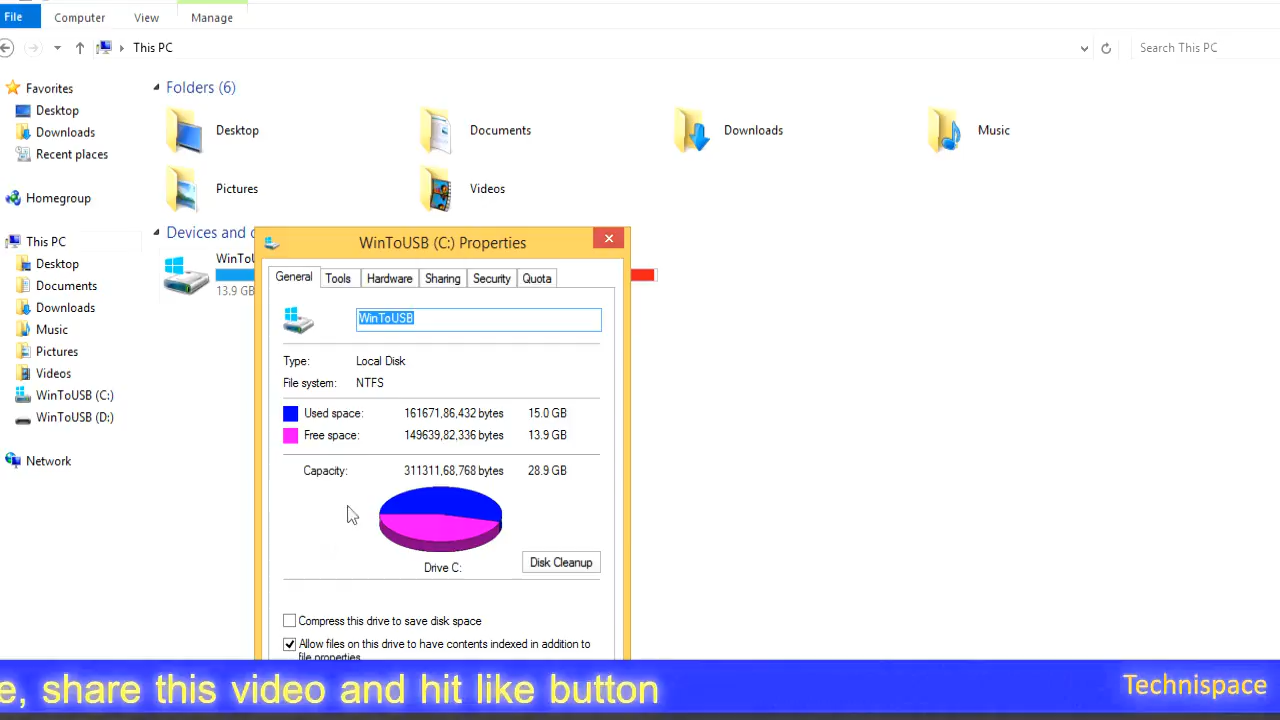 File Computer View Manage
This PC Search This PC
Favorites
Desktop
Downloads
Recent places
Homegroup
This PC
Desktop
Documents
Downloads
Music
Pictures
Videos
WinToUSB (C:)
WinToUSB (D:)
Network
Folders (6)
Desktop Documents Downloads Music
Pictures Videos
Devices and
13.9 GB
WinToUSB (C:) Properties
General Tools Hardware Sharing Security Quota
WinToUSB
Type: Local Disk
File system: NTFS
Used space: 161671,86,432 bytes 15.0 GB
Free space: 149639,82,336 bytes 13.9 GB
Capacity: 311311,68,768 bytes 28.9 GB
Drive C: Disk Cleanup
Compress this drive to save disk space
Allow files on this drive to have contents indexed in addition to
file properties
e, share this video and hit like button Technispace